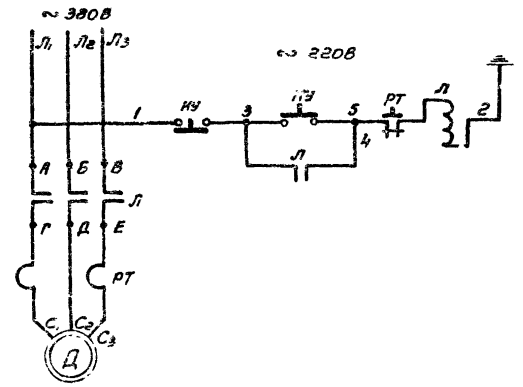 ~ 380В
Л1 Л2 Л3
~ 220В
1 КУ 3 ПУ 5 РТ Л 2
4
Л
А Б В
Л
Г Д Е
РТ
С1 С2 С3
Д